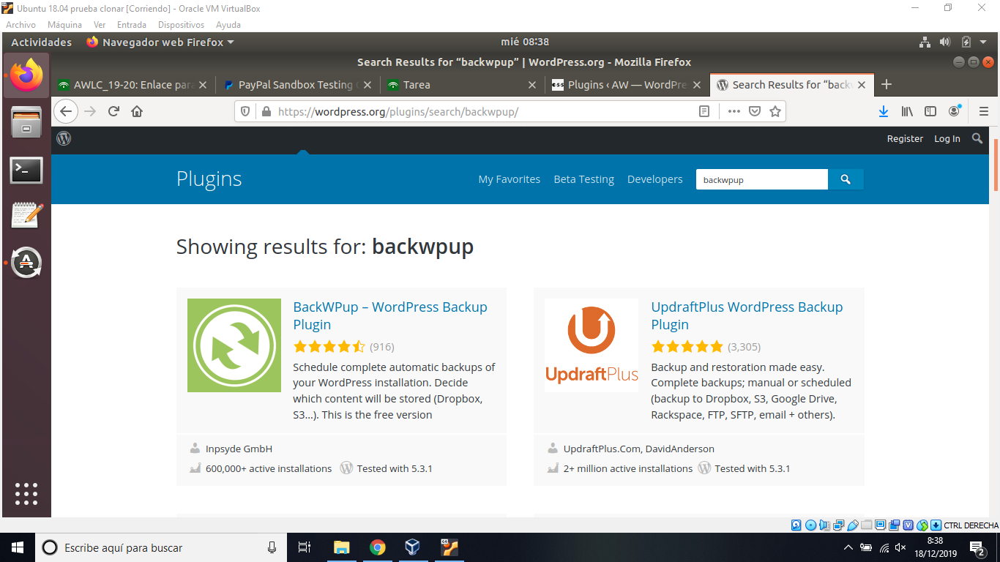 Ubuntu 18.04 prueba clonar [Corriendo] - Oracle VM VirtualBox
Archivo Máquina Ver Entrada Dispositivos Ayuda
Actividades Navegador web Firefox mié 08:38
Search Results for “backwpup” | WordPress.org - Mozilla Firefox
AWLC_19-20: Enlace para PayPal Sandbox Testing Tarea Plugins ‹ AW — WordPre Search Results for “backw
https://wordpress.org/plugins/search/backwpup/
Register Log In
Plugins My Favorites Beta Testing Developers backwpup
Showing results for: backwpup
BackWPup – WordPress Backup
Plugin
(916)
Schedule complete automatic backups of
your WordPress installation. Decide
which content will be stored (Dropbox,
S3…). This is the free version
Inpsyde GmbH
600,000+ active installations Tested with 5.3.1
UpdraftPlus
UpdraftPlus WordPress Backup
Plugin
(3,305)
Backup and restoration made easy.
Complete backups; manual or scheduled
(backup to Dropbox, S3, Google Drive,
Rackspace, FTP, SFTP, email + others).
UpdraftPlus.Com, DavidAnderson
2+ million active installations Tested with 5.3.1
CTRL DERECHA
Escribe aquí para buscar
8:38
18/12/2019
2